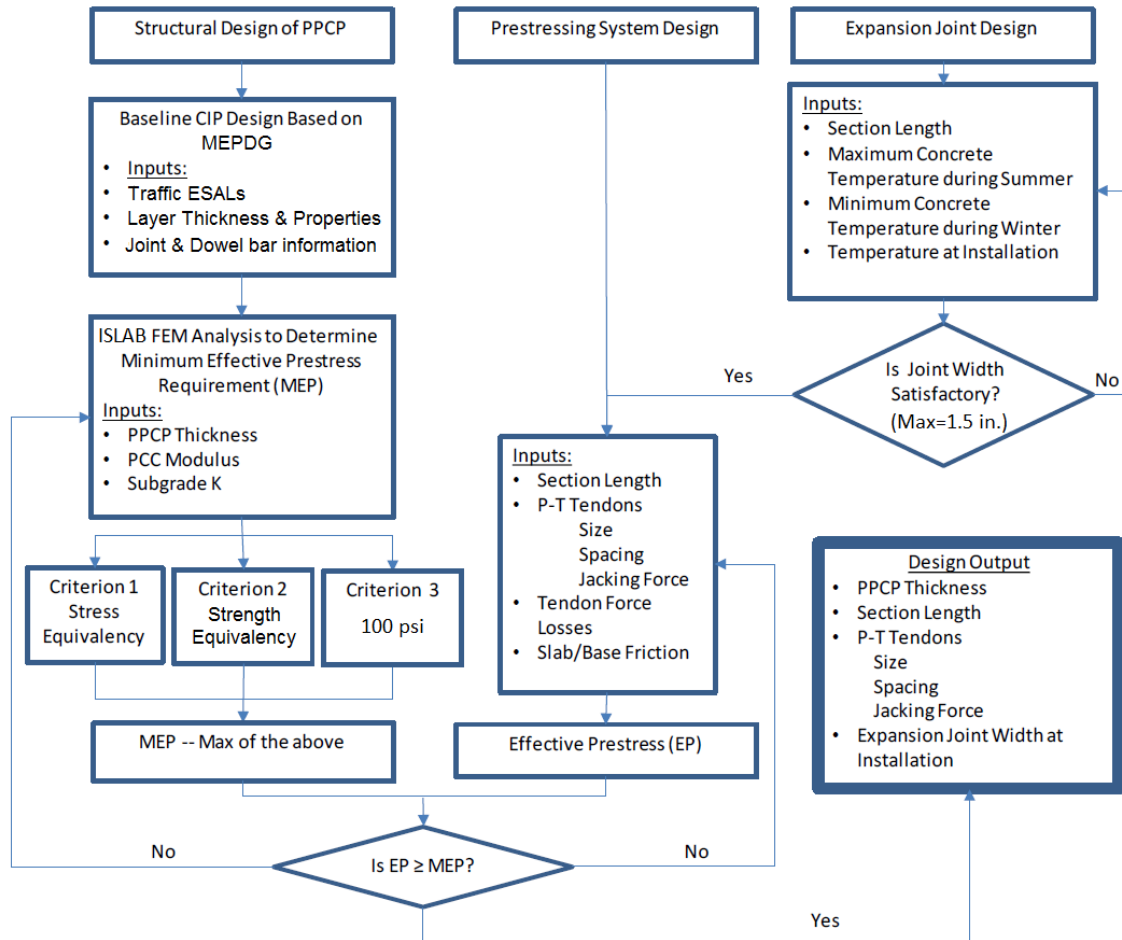 Structural Design of PPCP
Baseline CIP Design Based on
MEPDG
• Inputs:
• Traffic ESALs
• Layer Thickness & Properties
• Joint & Dowel bar information
ISLAB FEM Analysis to Determine
Minimum Effective Prestress
Requirement (MEP)
Inputs:
• PPCP Thickness
• PCC Modulus
• Subgrade K
Criterion 1
Stress
Equivalency
Criterion 2
Strength
Equivalency
Criterion 3
100 psi
MEP -- Max of the above
Prestressing System Design
Inputs:
• Section Length
• P-T Tendons
Size
Spacing
Jacking Force
• Tendon Force
Losses
• Slab/Base Friction
Effective Prestress (EP)
No
Is EP ≥ MEP?
No
Expansion Joint Design
Inputs:
• Section Length
• Maximum Concrete
Temperature during Summer
• Minimum Concrete
Temperature during Winter
• Temperature at Installation
Yes
Is Joint Width
Satisfactory?
(Max=1.5 in.)
No
Design Output
• PPCP Thickness
• Section Length
• P-T Tendons
Size
Spacing
Jacking Force
• Expansion Joint Width at
Installation
Yes